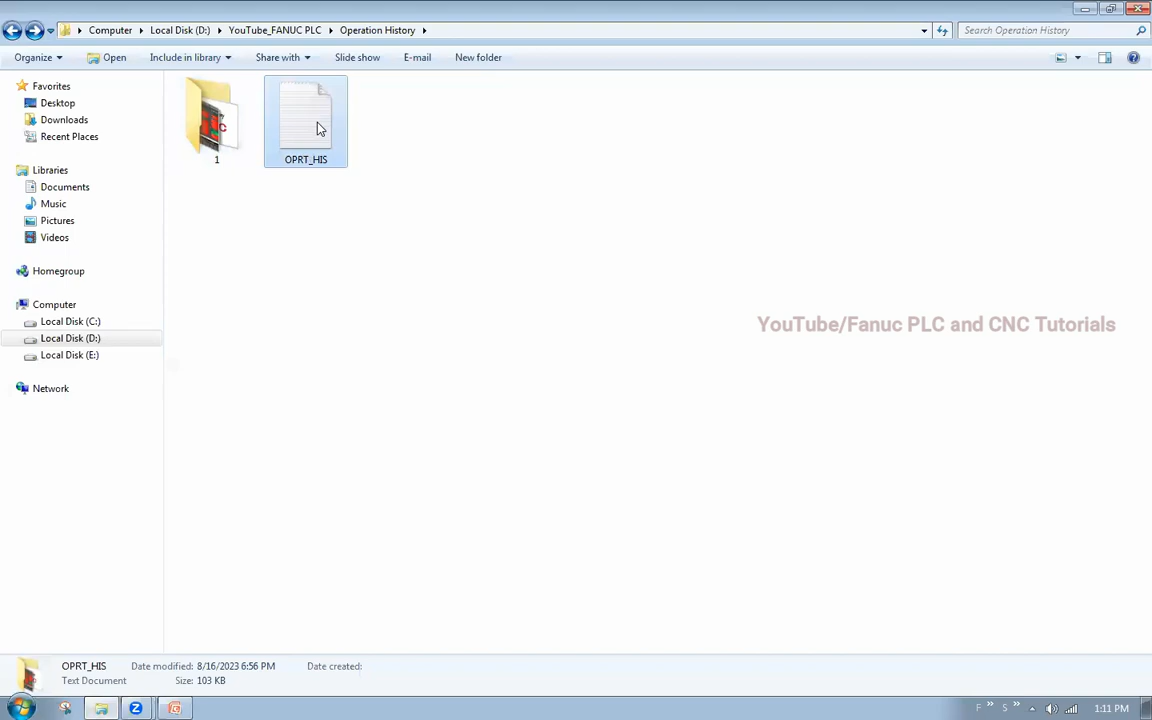 Computer
Local Disk (D:)
YouTube_FANUC PLC
Operation History
Search Operation History
Organize
Open
Include in library
Share with
Slide show
E-mail
New folder
Favorites
Desktop
Downloads
Recent Places
Libraries
Documents
Music
Pictures
Videos
Homegroup
Computer
Local Disk (C:)
Local Disk (D:)
Local Disk (E:)
Network
1
OPRT_HIS
YouTube/Fanuc PLC and CNC Tutorials
OPRT_HIS
Date modified: 8/16/2023 6:56 PM
Date created:
Text Document
Size: 103 KB
F
S
1:11 PM